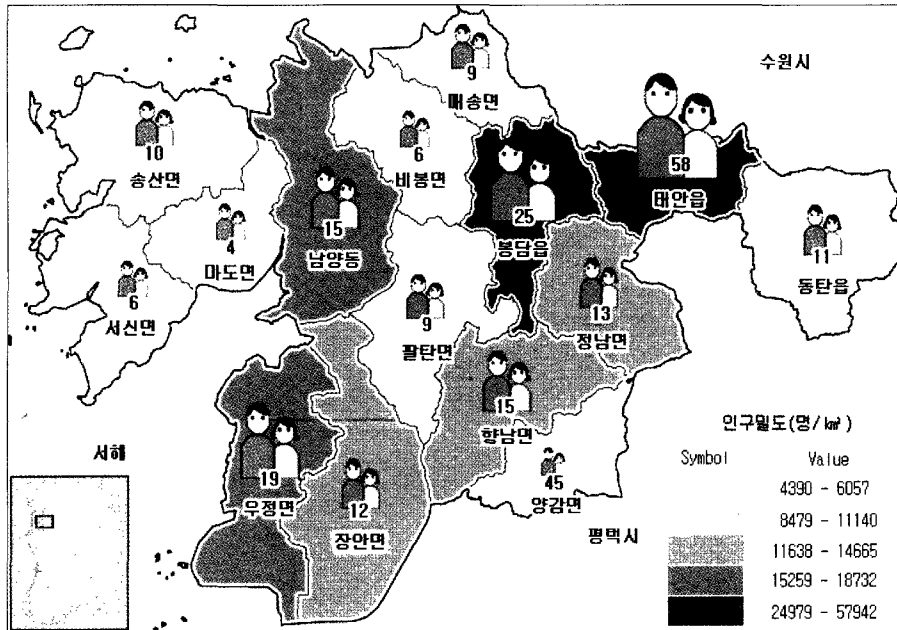 9
매송면
수원시
10
송산면
6
비봉면
58
태안읍
15
남양동
25
봉담읍
4
마도면
11
동탄읍
6
서신면
9
팔탄면
13
정남면
15
향남면
19
우정면
12
장안면
45
양감면
서해
평택시
인구밀도(명/㎢)
Symbol Value
4390 - 6057
8479 - 11140
11638 - 14665
15259 - 18732
24979 - 57942